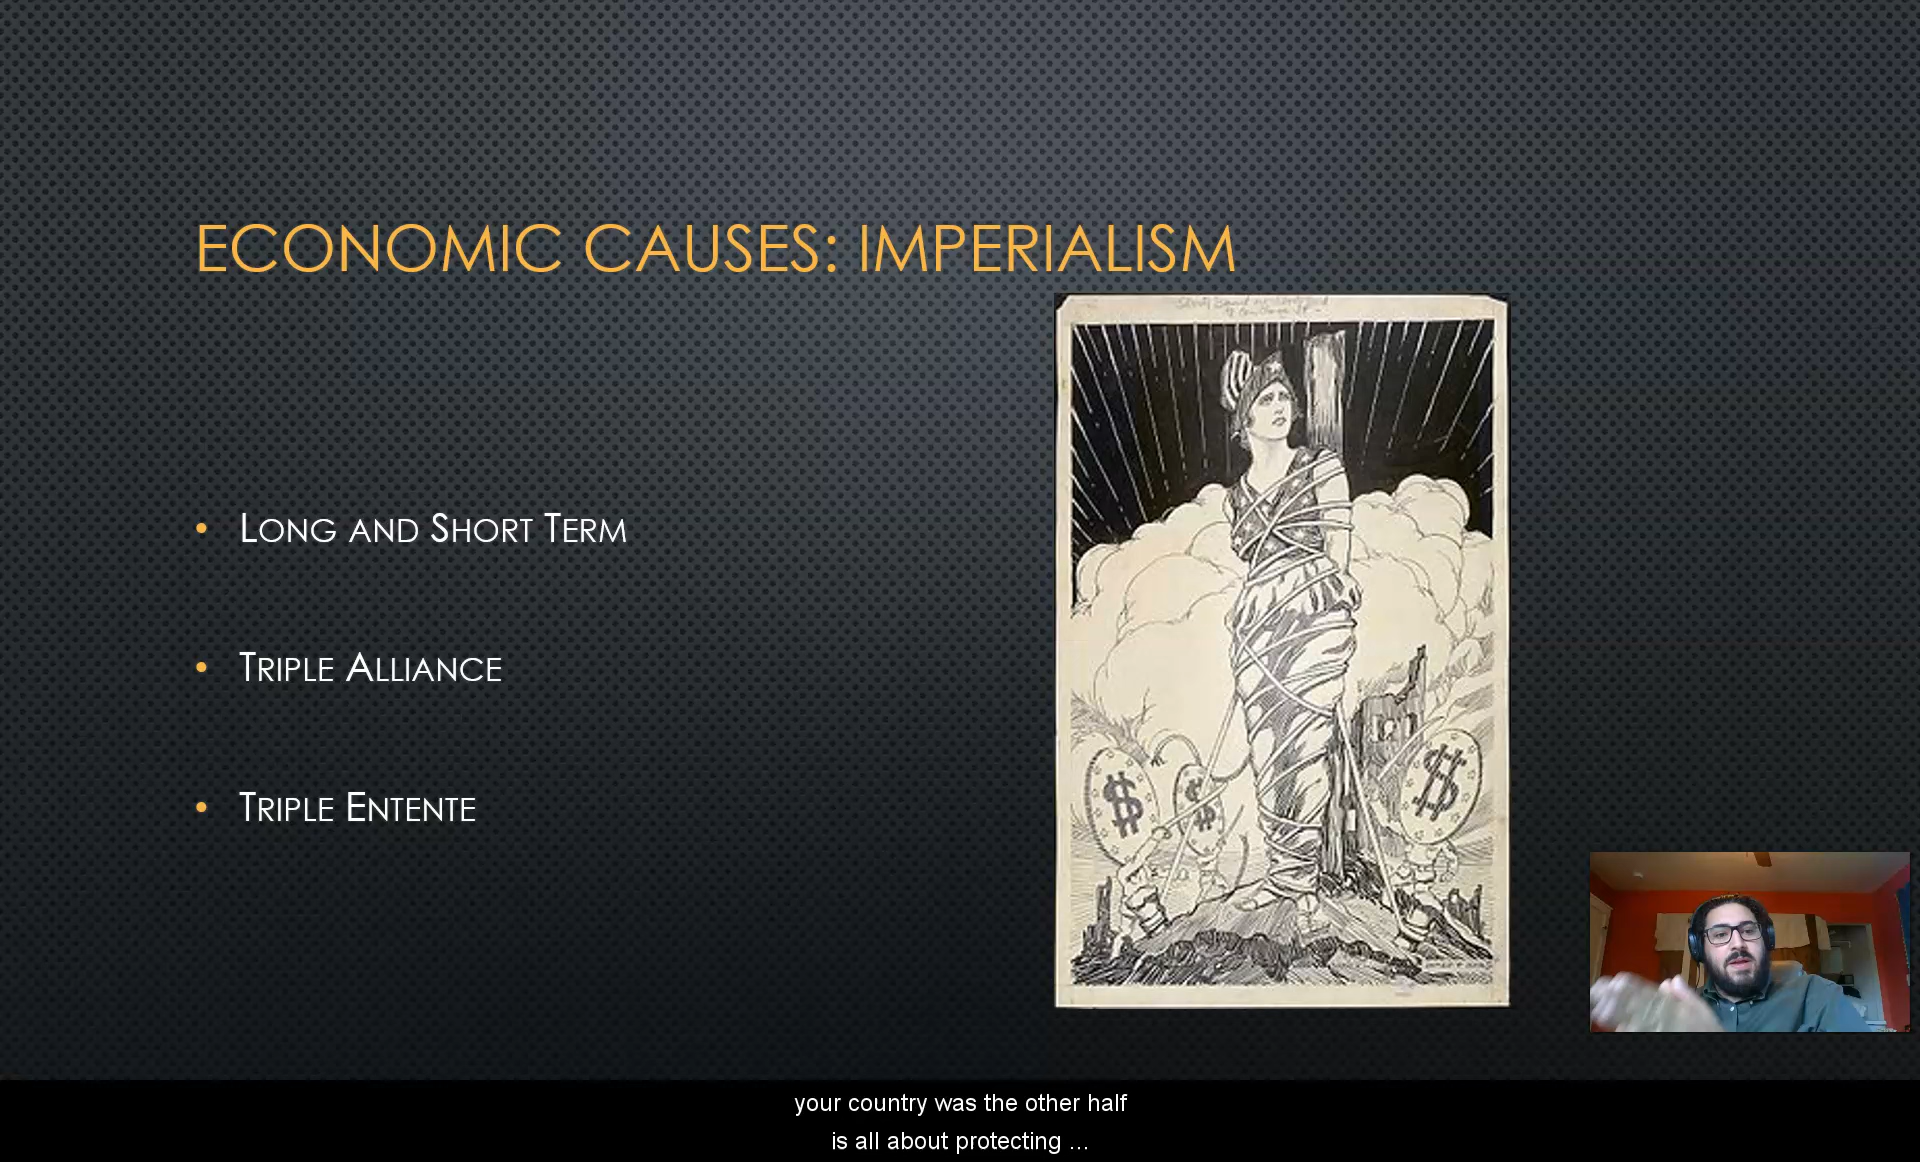 ECONOMIC CAUSES: IMPERIALISM
• LONG AND SHORT TERM
• TRIPLE ALLIANCE
• TRIPLE ENTENTE
$ $ $
your country was the other half
is all about protecting ...